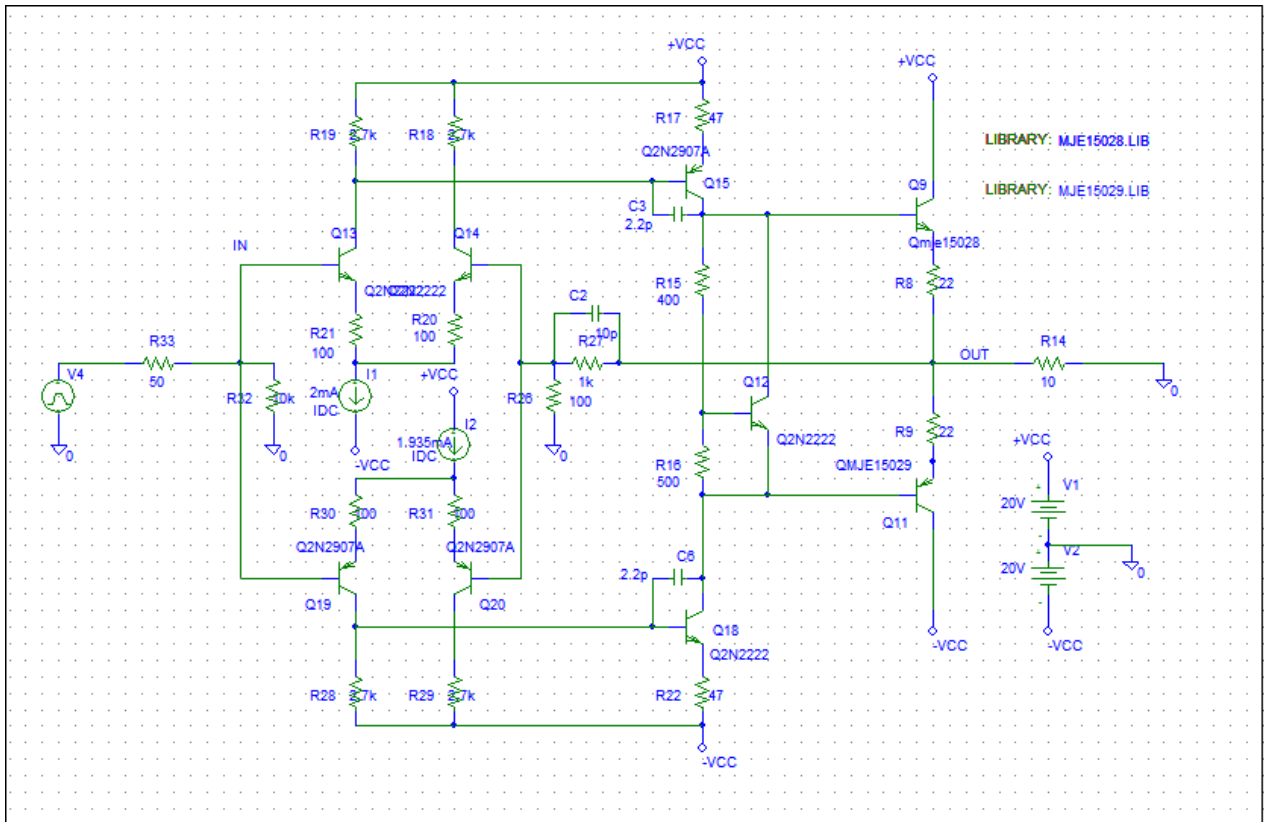 +VCC
+VCC
R19 2.7k
R18 2.7k
R17 47
LIBRARY: MJE15028.LIB
Q2N2907A
Q15
Q9
LIBRARY: MJE15029.LIB
C3
2.2p
IN
Q13
Q14
Qmje15028
Q2N2222
Q2N2222
R15
400
R8 22
C2
10p
R21
100
R20
100
R27
1k
R33
50
OUT
R14
10
V4
I1
+VCC
Q12
0
R32 10k
2mA
IDC
R26
100
I2
1.935mA
IDC
R9 22
Q2N2222
+VCC
0
0
-VCC
0
R16
500
QMJE15029
V1
20V
R30 100
R31 100
Q11
Q2N2907A
Q2N2907A
C6
2.2p
V2
20V
0
Q19
Q20
Q18
-VCC
-VCC
Q2N2222
R28 2.7k
R29 2.7k
R22 47
-VCC